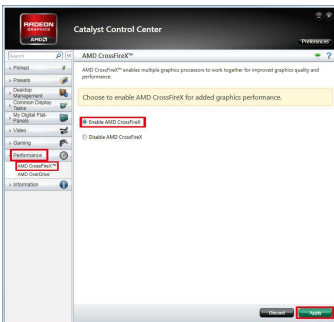 RADEON
GRAPHICS
AMD
Catalyst Control Center
Preferences
Search
AMD CrossFireX™
?
Pinned
Presets
Desktop Management
Common Display Tasks
My Digital Flat-Panels
Video
Gaming
Performance
AMD CrossFireX™
AMD OverDrive
Information
AMD CrossFireX™ enables multiple graphics processors to work together for improved graphics quality and performance.
Choose to enable AMD CrossFireX for added graphics performance.
Enable AMD CrossFireX
Disable AMD CrossFireX
Discard
Apply